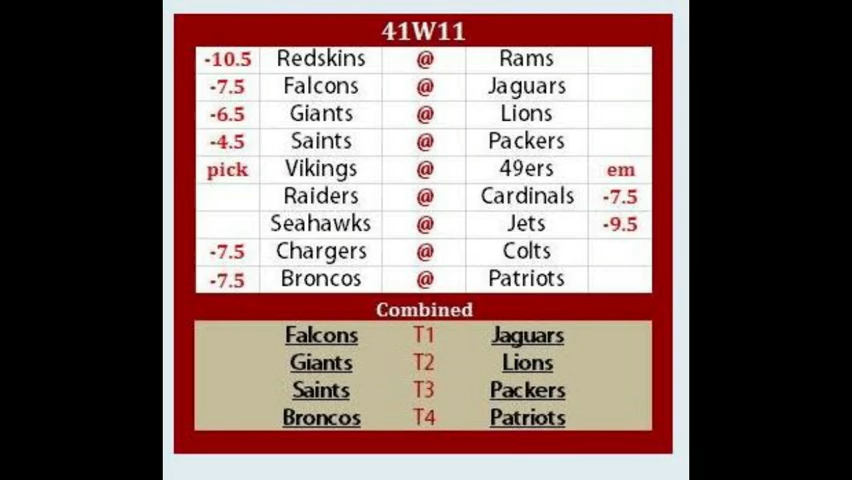 41W11
-10.5 Redskins @ Rams
-7.5 Falcons @ Jaguars
-6.5 Giants @ Lions
-4.5 Saints @ Packers
pick Vikings @ 49ers em
Raiders @ Cardinals -7.5
Seahawks @ Jets -9.5
-7.5 Chargers @ Colts
-7.5 Broncos @ Patriots
Combined
Falcons T1 Jaguars
Giants T2 Lions
Saints T3 Packers
Broncos T4 Patriots